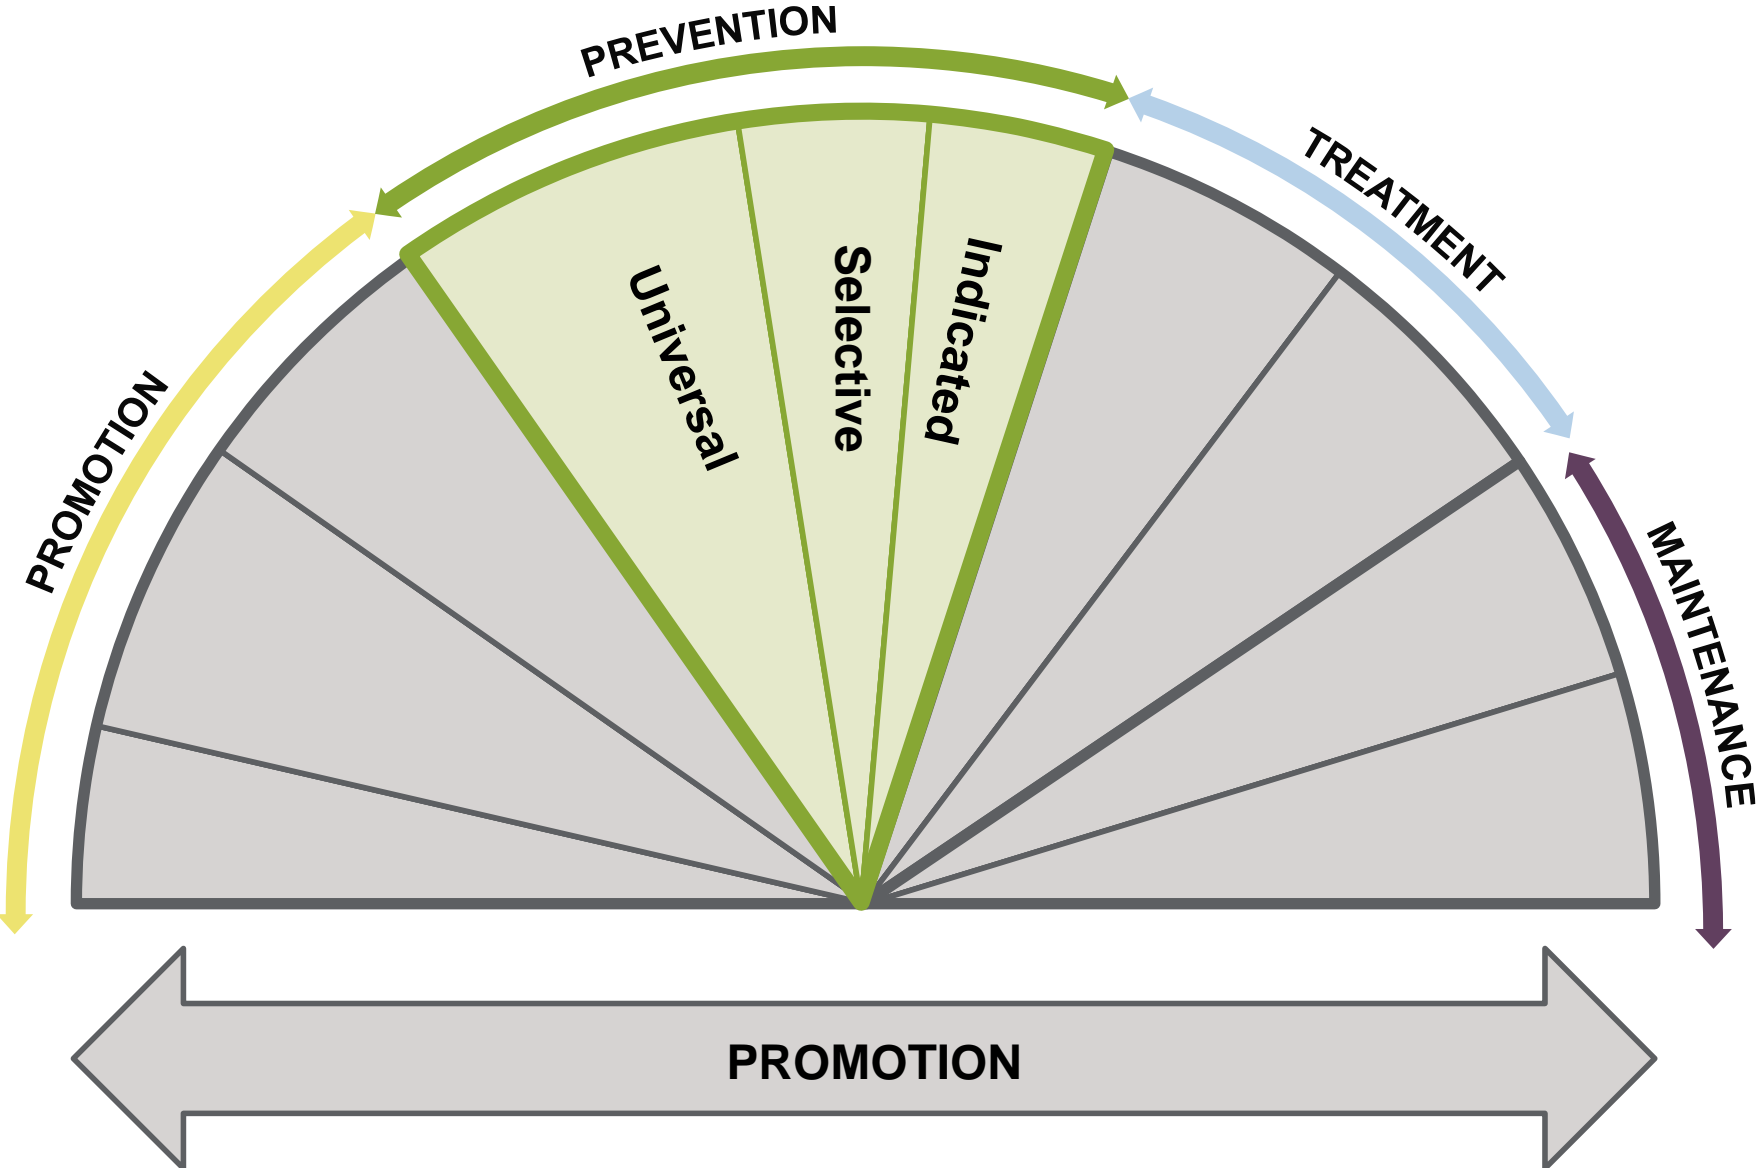 PROMOTION
PREVENTION
TREATMENT
MAINTENANCE
Universal
Selective
Indicated
PROMOTION